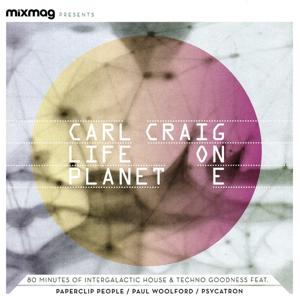 mixmag
PRESENTS
CARL CRAIG
LIFE ON
PLANET E
80 MINUTES OF INTERGALACTIC HOUSE & TECHNO GOODNESS FEAT.
PAPERCLIP PEOPLE / PAUL WOOLFORD / PSYCATRON